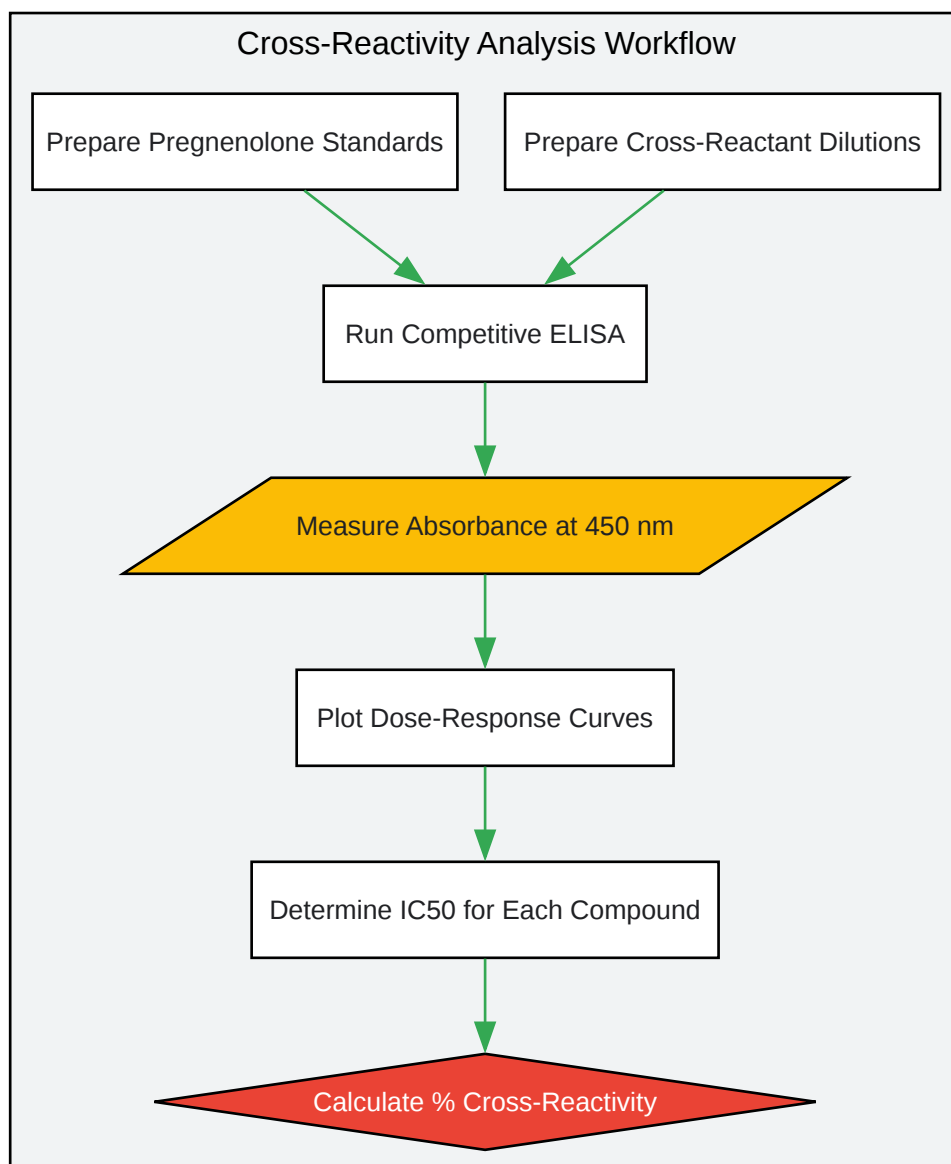 Cross-Reactivity Analysis Workflow
Prepare Pregnenolone Standards
Prepare Cross-Reactant Dilutions
Run Competitive ELISA
Measure Absorbance at 450 nm
Plot Dose-Response Curves
Determine IC50 for Each Compound
Calculate % Cross-Reactivity